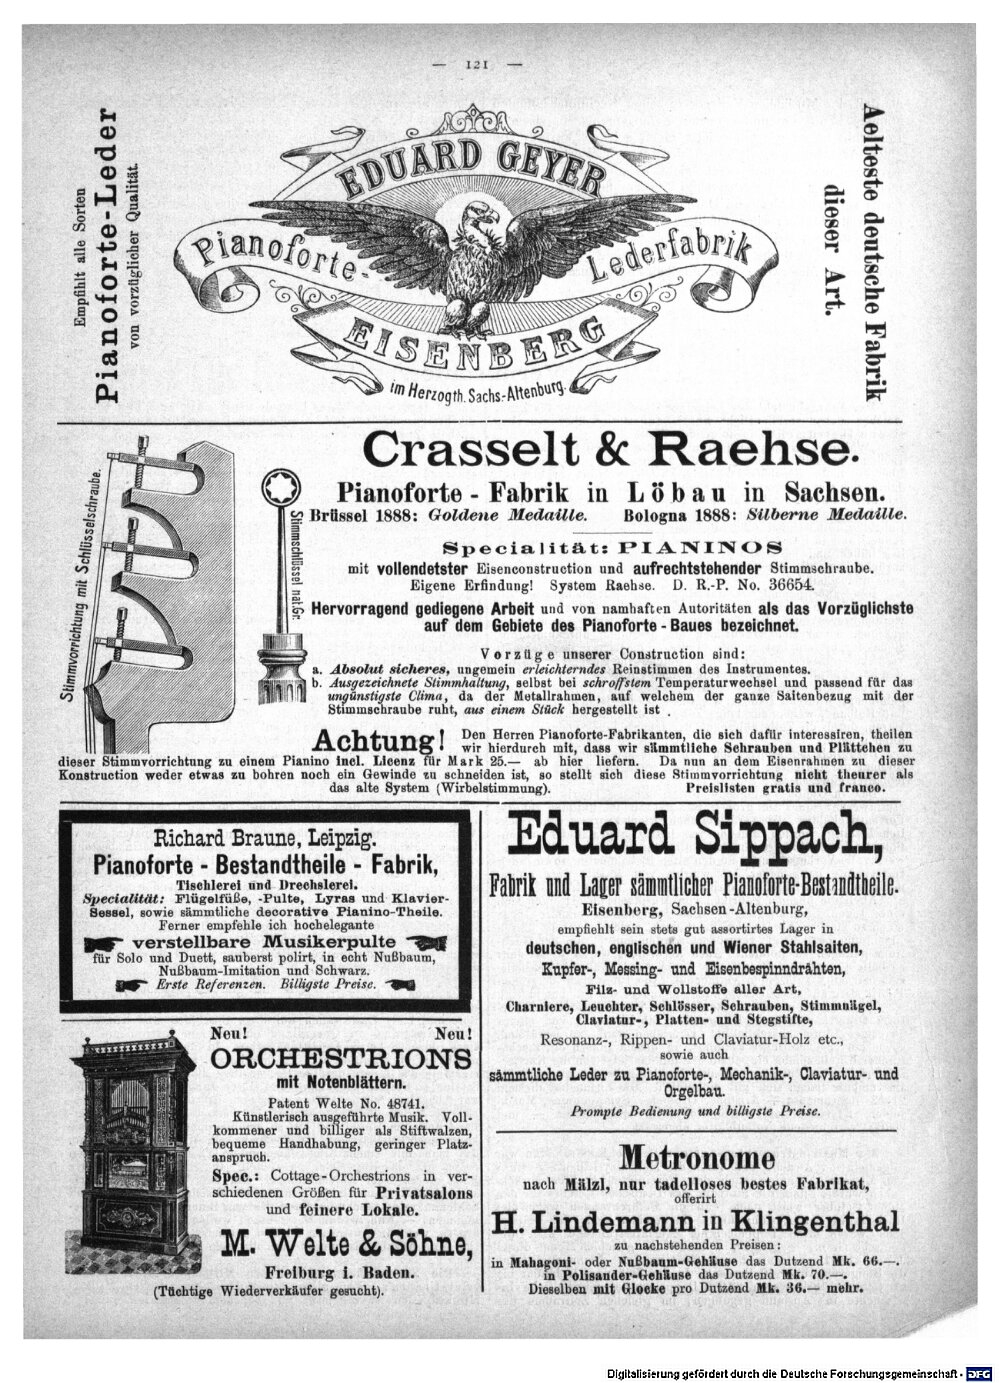 — 121 —
Empfiehlt alle Sorten
Pianoforte-Leder
von vorzüglicher Qualität.
EDUARD GEYER
Pianoforte-Lederfabrik
EISENBERG
im Herzogth. Sachs.-Altenburg.
Aelteste deutsche Fabrik
dieser Art.
Stimmvorrichtung mit Schlüsselschraube.
Stimmschlüssel nat. Gr.
Crasselt & Raehse.
Pianoforte - Fabrik in Löbau in Sachsen.
Brüssel 1888: Goldene Medaille. Bologna 1888: Silberne Medaille.
Specialität: PIANINOS
mit vollendetster Eisenconstruction und aufrechtstehender Stimmschraube.
Eigene Erfindung! System Raehse. D. R.-P. No. 36654.
Hervorragend gediegene Arbeit und von namhaften Autoritäten als das Vorzüglichste
auf dem Gebiete des Pianoforte-Baues bezeichnet.
Vorzüge unserer Construction sind:
a. Absolut sicheres, ungemein erleichterndes Reinstimmen des Instrumentes.
b. Ausgezeichnete Stimmhaltung, selbst bei schroffstem Temperaturwechsel und passend für das
ungünstigste Clima, da der Metallrahmen, auf welchem der ganze Saitenbezug mit der
Stimmschraube ruht, aus einem Stück hergestellt ist.
Achtung! Den Herren Pianoforte-Fabrikanten, die sich dafür interessiren, theilen
wir hierdurch mit, dass wir sämmtliche Schrauben und Plättchen zu
dieser Stimmvorrichtung zu einem Pianino incl. Licenz für Mark 25.— ab hier liefern. Da nun an dem Eisenrahmen zu dieser
Konstruction weder etwas zu bohren noch ein Gewinde zu schneiden ist, so stellt sich diese Stimmvorrichtung nicht theurer als
das alte System (Wirbelstimmung). Preislisten gratis und franco.
Richard Braune, Leipzig.
Pianoforte - Bestandtheile - Fabrik,
Tischlerei und Drechslerei.
Specialität: Flügelfüße, -Pulte, Lyras und Klavier-
Sessel, sowie sämmtliche decorative Pianino-Theile.
Ferner empfehle ich hochelegante
verstellbare Musikerpulte
für Solo und Duett, sauberst polirt, in echt Nußbaum,
Nußbaum-Imitation und Schwarz.
Erste Referenzen. Billigste Preise.
Neu! Neu!
ORCHESTRIONS
mit Notenblättern.
Patent Welte No. 48741.
Künstlerisch ausgeführte Musik. Voll-
kommener und billiger als Stiftwalzen,
bequeme Handhabung, geringer Platz-
anspruch.
Spec.: Cottage-Orchestrions in ver-
schiedenen Größen für Privatsalons
und feinere Lokale.
M. Welte & Söhne,
Freiburg i. Baden.
(Tüchtige Wiederverkäufer gesucht).
Eduard Sippach,
Fabrik und Lager sämmtlicher Pianoforte-Bestandtheile.
Eisenberg, Sachsen-Altenburg,
empfiehlt sein stets gut assortirtes Lager in
deutschen, englischen und Wiener Stahlsaiten,
Kupfer-, Messing- und Eisenbespinndrähten,
Filz- und Wollstoffe aller Art,
Charniere, Leuchter, Schlösser, Schrauben, Stimmnägel,
Claviatur-, Platten- und Stegstifte,
Resonanz-, Rippen- und Claviatur-Holz etc.,
sowie auch
sämmtliche Leder zu Pianoforte-, Mechanik-, Claviatur- und
Orgelbau.
Prompte Bedienung und billigste Preise.
Metronome
nach Mälzl, nur tadelloses bestes Fabrikat,
offerirt
H. Lindemann in Klingenthal
zu nachstehenden Preisen:
in Mahagoni- oder Nußbaum-Gehäuse das Dutzend Mk. 66.—.
in Polisander-Gehäuse das Dutzend Mk. 70.—.
Dieselben mit Glocke pro Dutzend Mk. 36.— mehr.
Digitalisierung gefördert durch die Deutsche Forschungsgemeinschaft - DFG